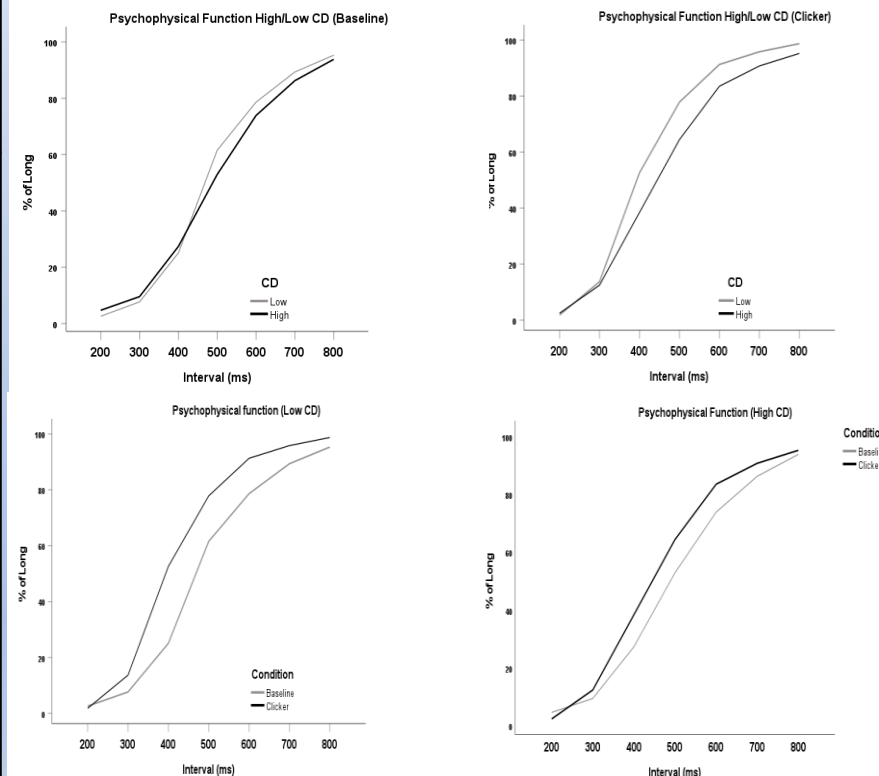 Psychophysical Function High/Low CD (Baseline)
% of Long
100
80
60
40
20
0
CD
Low
High
200 300 400 500 600 700 800
Interval (ms)
Psychophysical Function High/Low CD (Clicker)
% of Long
100
80
60
40
20
0
CD
Low
High
200 300 400 500 600 700 800
Interval (ms)
Psychophysical function (Low CD)
% of Long
100
80
60
40
20
0
Condition
Baseline
Clicker
200 300 400 500 600 700 800
Interval (ms)
Psychophysical Function (High CD)
% of Long
100
80
60
40
20
0
Conditio
Baseli
Clicke
200 300 400 500 600 700 800
Interval (ms)